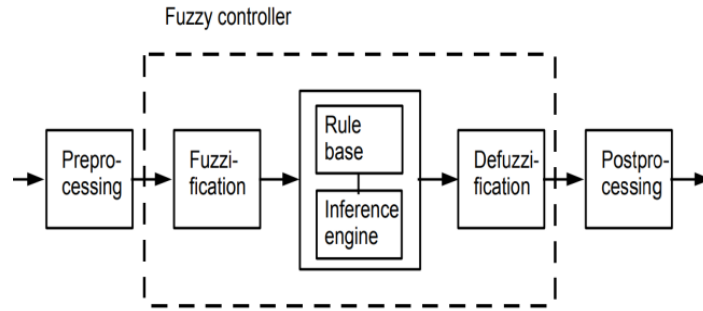 Fuzzy controller
Prepro-
cessing
Fuzzi-
fication
Rule
base
Inference
engine
Defuzzi-
fication
Postpro-
cessing